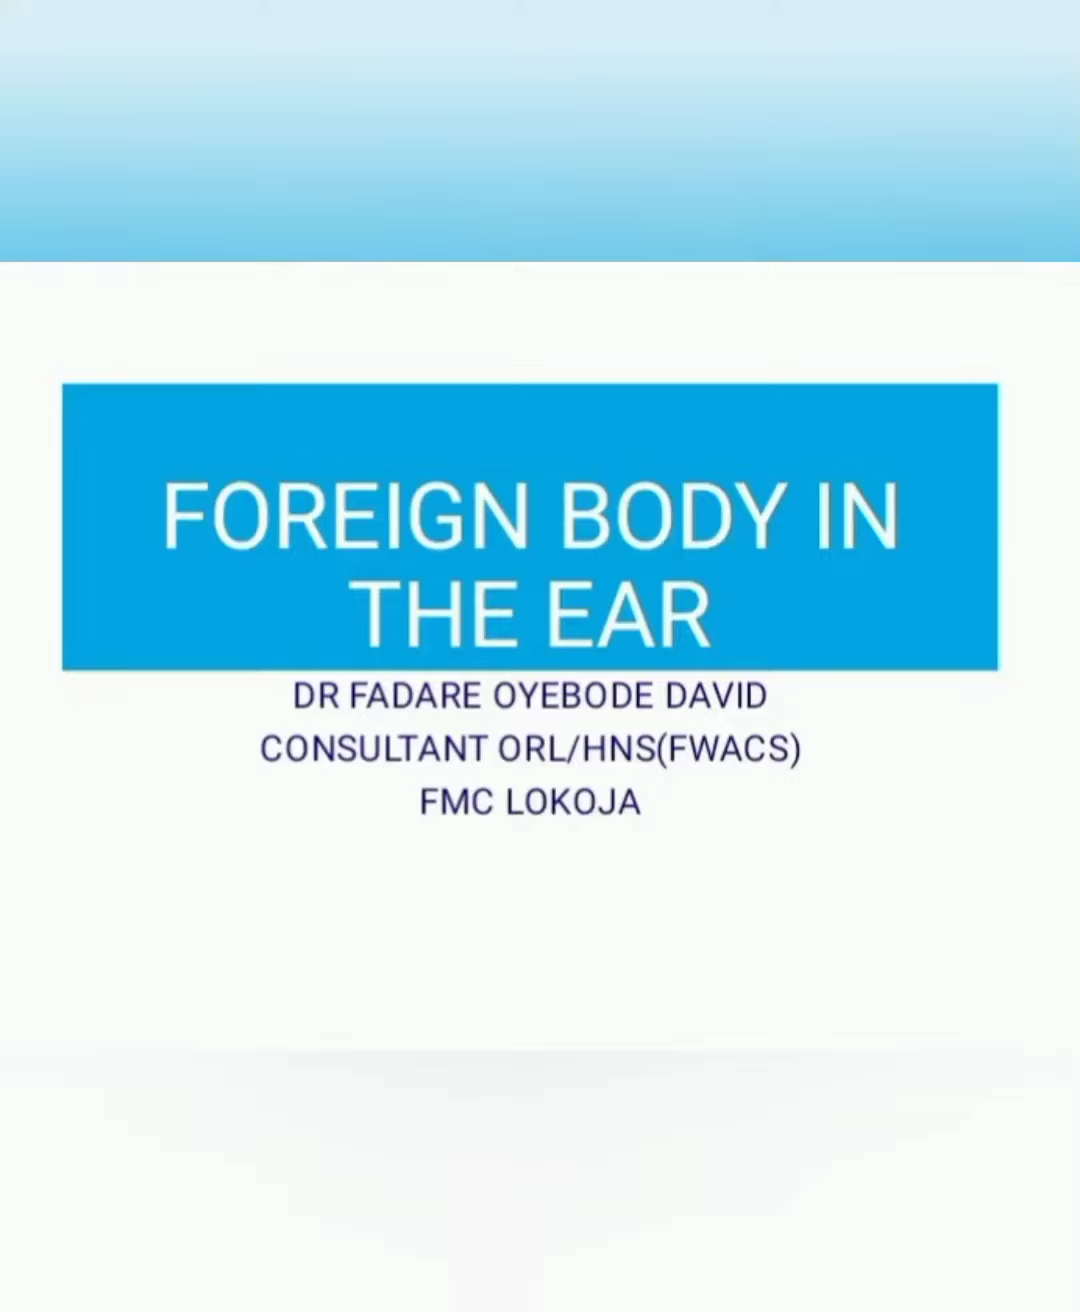 FOREIGN BODY IN
THE EAR
DR FADARE OYEBODE DAVID
CONSULTANT ORL/HNS(FWACS)
FMC LOKOJA